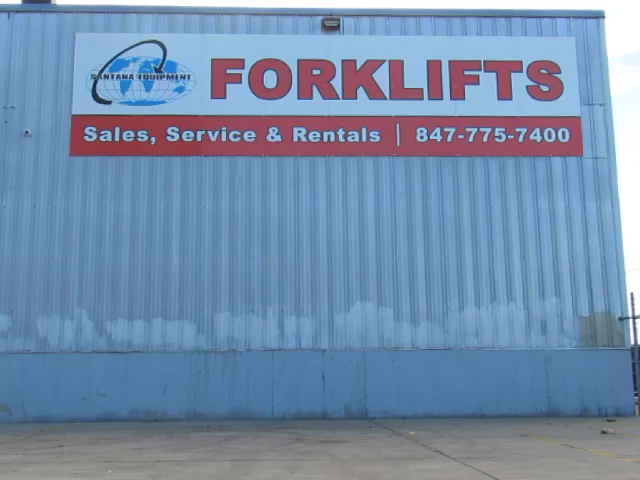 SANTANA EQUIPMENT
FORKLIFTS
Sales, Service & Rentals | 847-775-7400